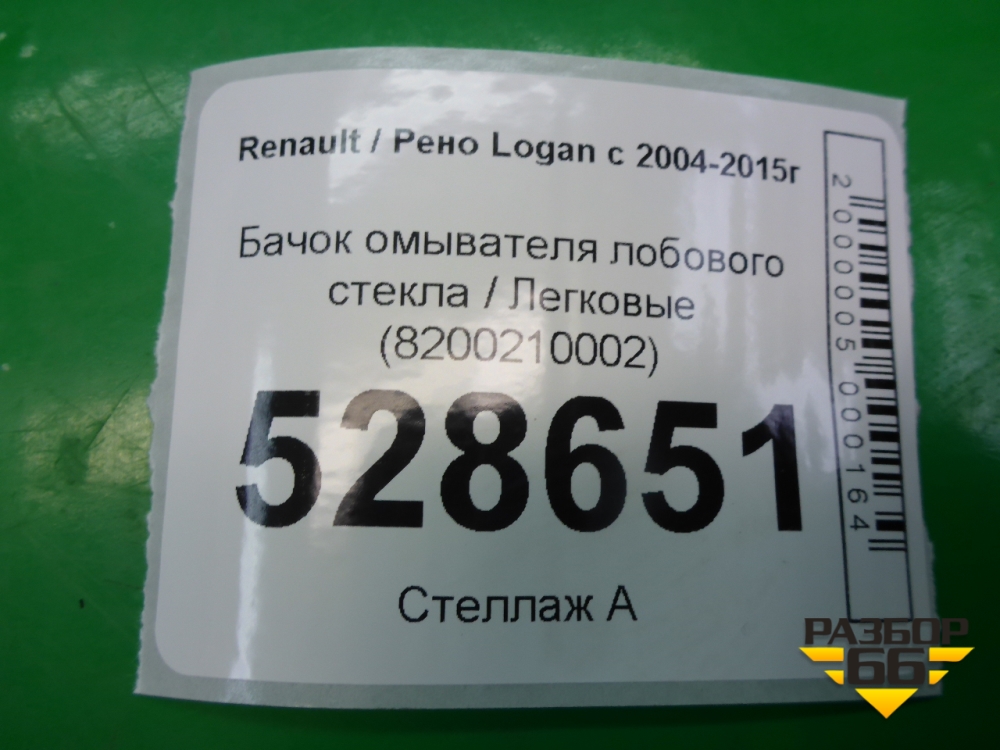 Renault / Рено Logan с 2004-2015г
Бачок омывателя лобового
стекла / Легковые
(8200210002)
528651
Стеллаж А
2000005000164
РАЗБОР
66